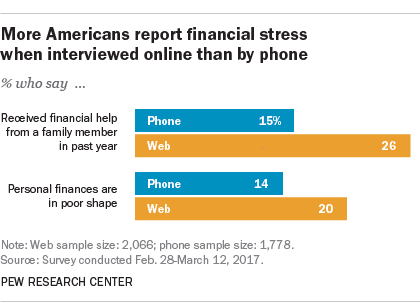 More Americans report financial stress
when interviewed online than by phone
% who say ...
Received financial help
from a family member
in past year
Phone 15%
Web 26
Personal finances are
in poor shape
Phone 14
Web 20
Note: Web sample size: 2,066; phone sample size: 1,778.
Source: Survey conducted Feb. 28-March 12, 2017.
PEW RESEARCH CENTER